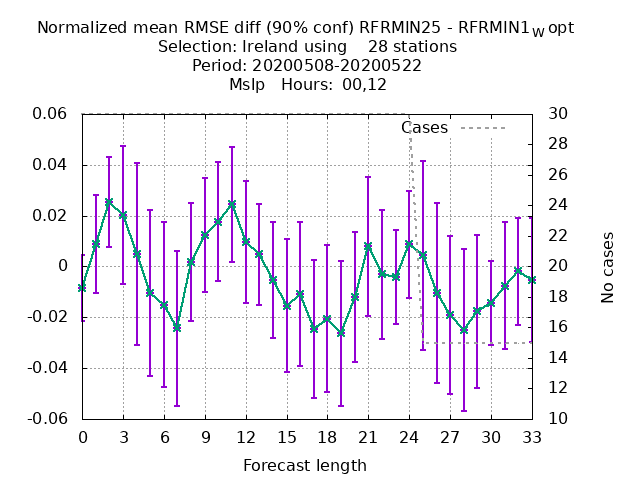 Normalized mean RMSE diff (90% conf) RFRMIN25 - RFRMIN1w opt
Selection: Ireland using    28 stations
Period: 20200508-20200522
Mslp   Hours: 00,12
Cases
0.06
0.04
0.02
0
-0.02
-0.04
-0.06
30
28
26
24
22
20
18
16
14
12
10
No cases
0 3 6 9 12 15 18 21 24 27 30 33
Forecast length